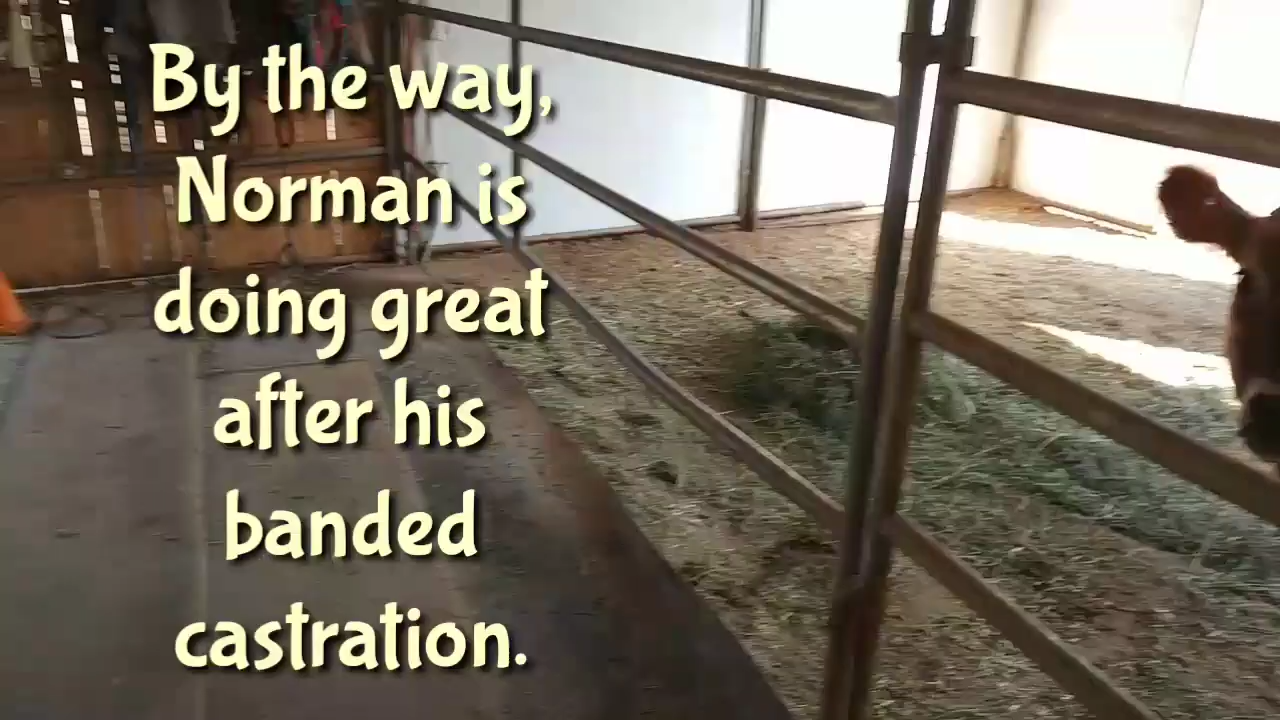 By the way,
Norman is
doing great
after his
banded
castration.